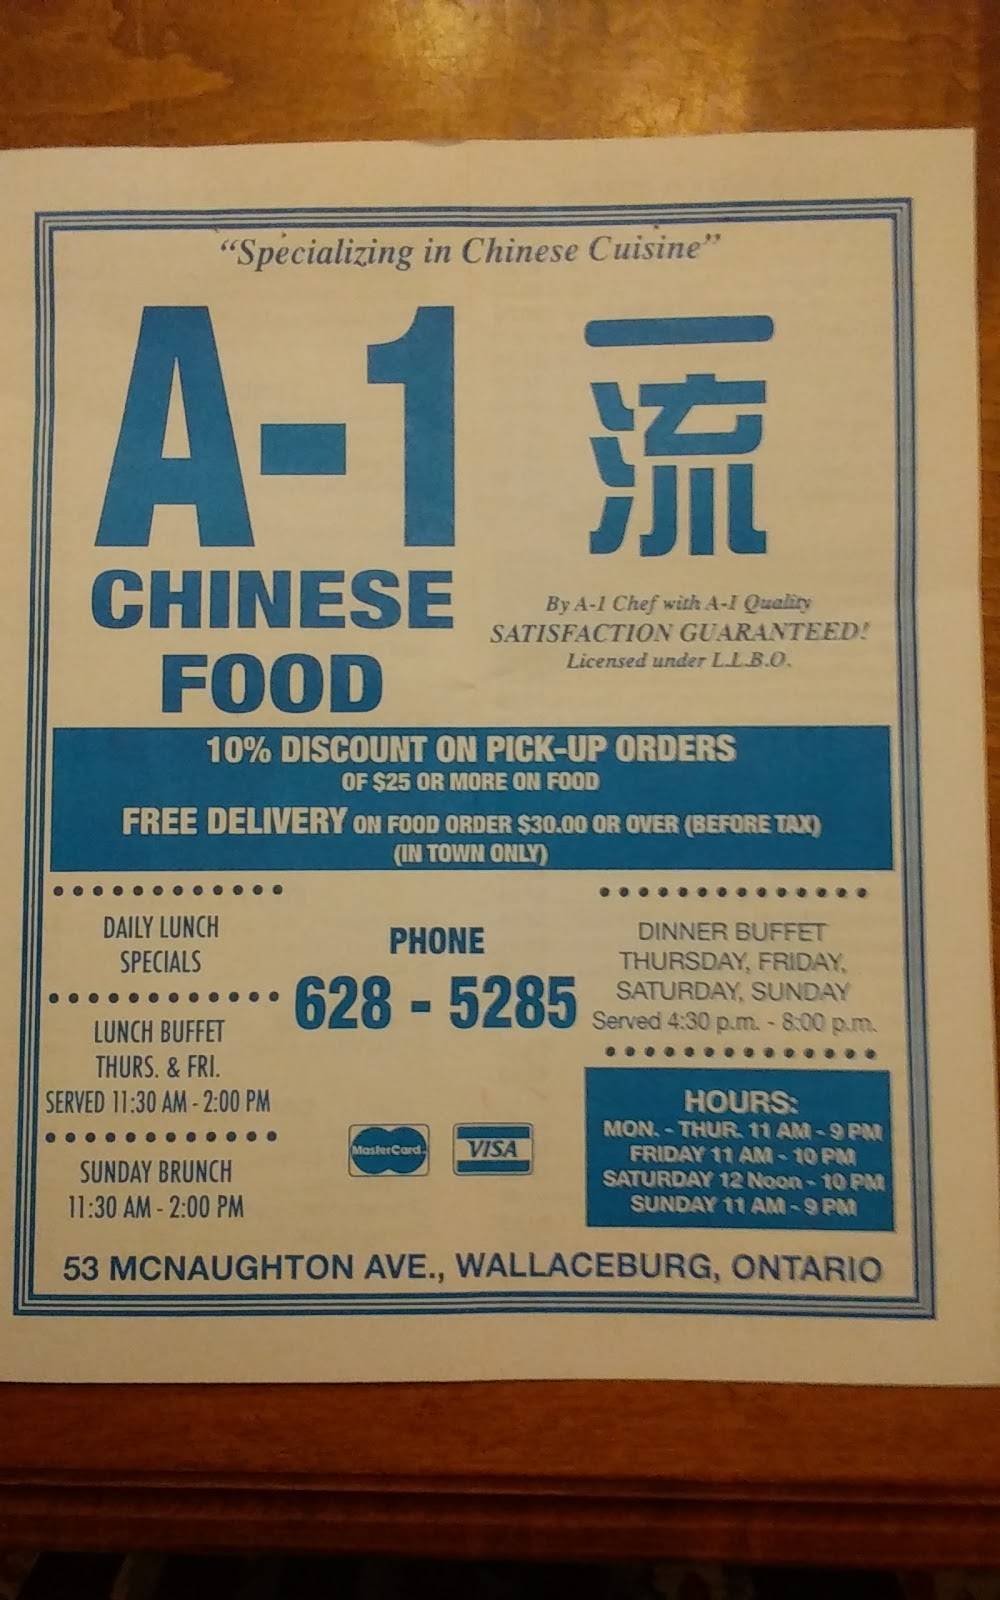 “Specializing in Chinese Cuisine”
A-1
CHINESE
FOOD
一
流
By A-1 Chef with A-1 Quality
SATISFACTION GUARANTEED!
Licensed under L.L.B.O.
10% DISCOUNT ON PICK-UP ORDERS
OF $25 OR MORE ON FOOD
FREE DELIVERY ON FOOD ORDER $30.00 OR OVER (BEFORE TAX)
(IN TOWN ONLY)
DAILY LUNCH
SPECIALS
LUNCH BUFFET
THURS. & FRI.
SERVED 11:30 AM - 2:00 PM
SUNDAY BRUNCH
11:30 AM - 2:00 PM
PHONE
628 - 5285
MasterCard
VISA
DINNER BUFFET
THURSDAY, FRIDAY,
SATURDAY, SUNDAY
Served 4:30 p.m. - 8:00 p.m.
HOURS:
MON. - THUR. 11 AM - 9 PM
FRIDAY 11 AM - 10 PM
SATURDAY 12 Noon - 10 PM
SUNDAY 11 AM - 9 PM
53 MCNAUGHTON AVE., WALLACEBURG, ONTARIO